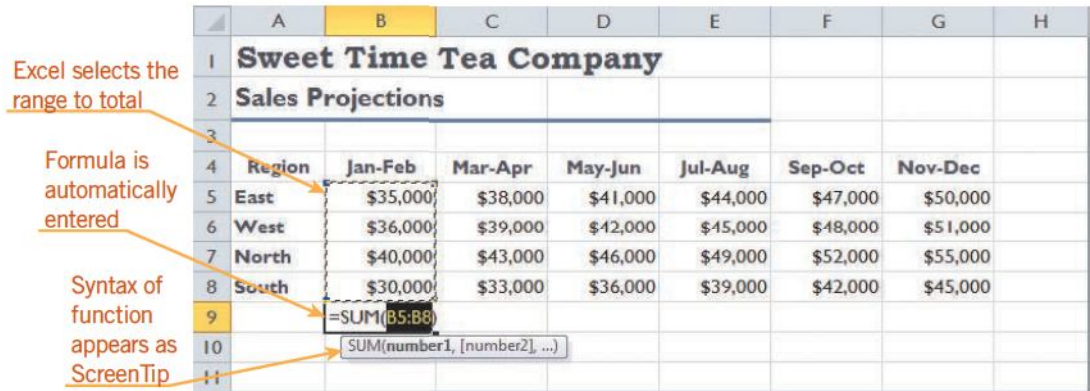 A B C D E F G H
1 Sweet Time Tea Company
Excel selects the
range to total
2 Sales Projections
3
Formula is
automatically
entered
4 Region Jan-Feb Mar-Apr May-Jun Jul-Aug Sep-Oct Nov-Dec
5 East $35,000 $38,000 $41,000 $44,000 $47,000 $50,000
6 West $36,000 $39,000 $42,000 $45,000 $48,000 $51,000
7 North $40,000 $43,000 $46,000 $49,000 $52,000 $55,000
8 South $30,000 $33,000 $36,000 $39,000 $42,000 $45,000
Syntax of
function
appears as
ScreenTip
9 =SUM(B5:B8)
10 SUM(number1, [number2], ...)
11